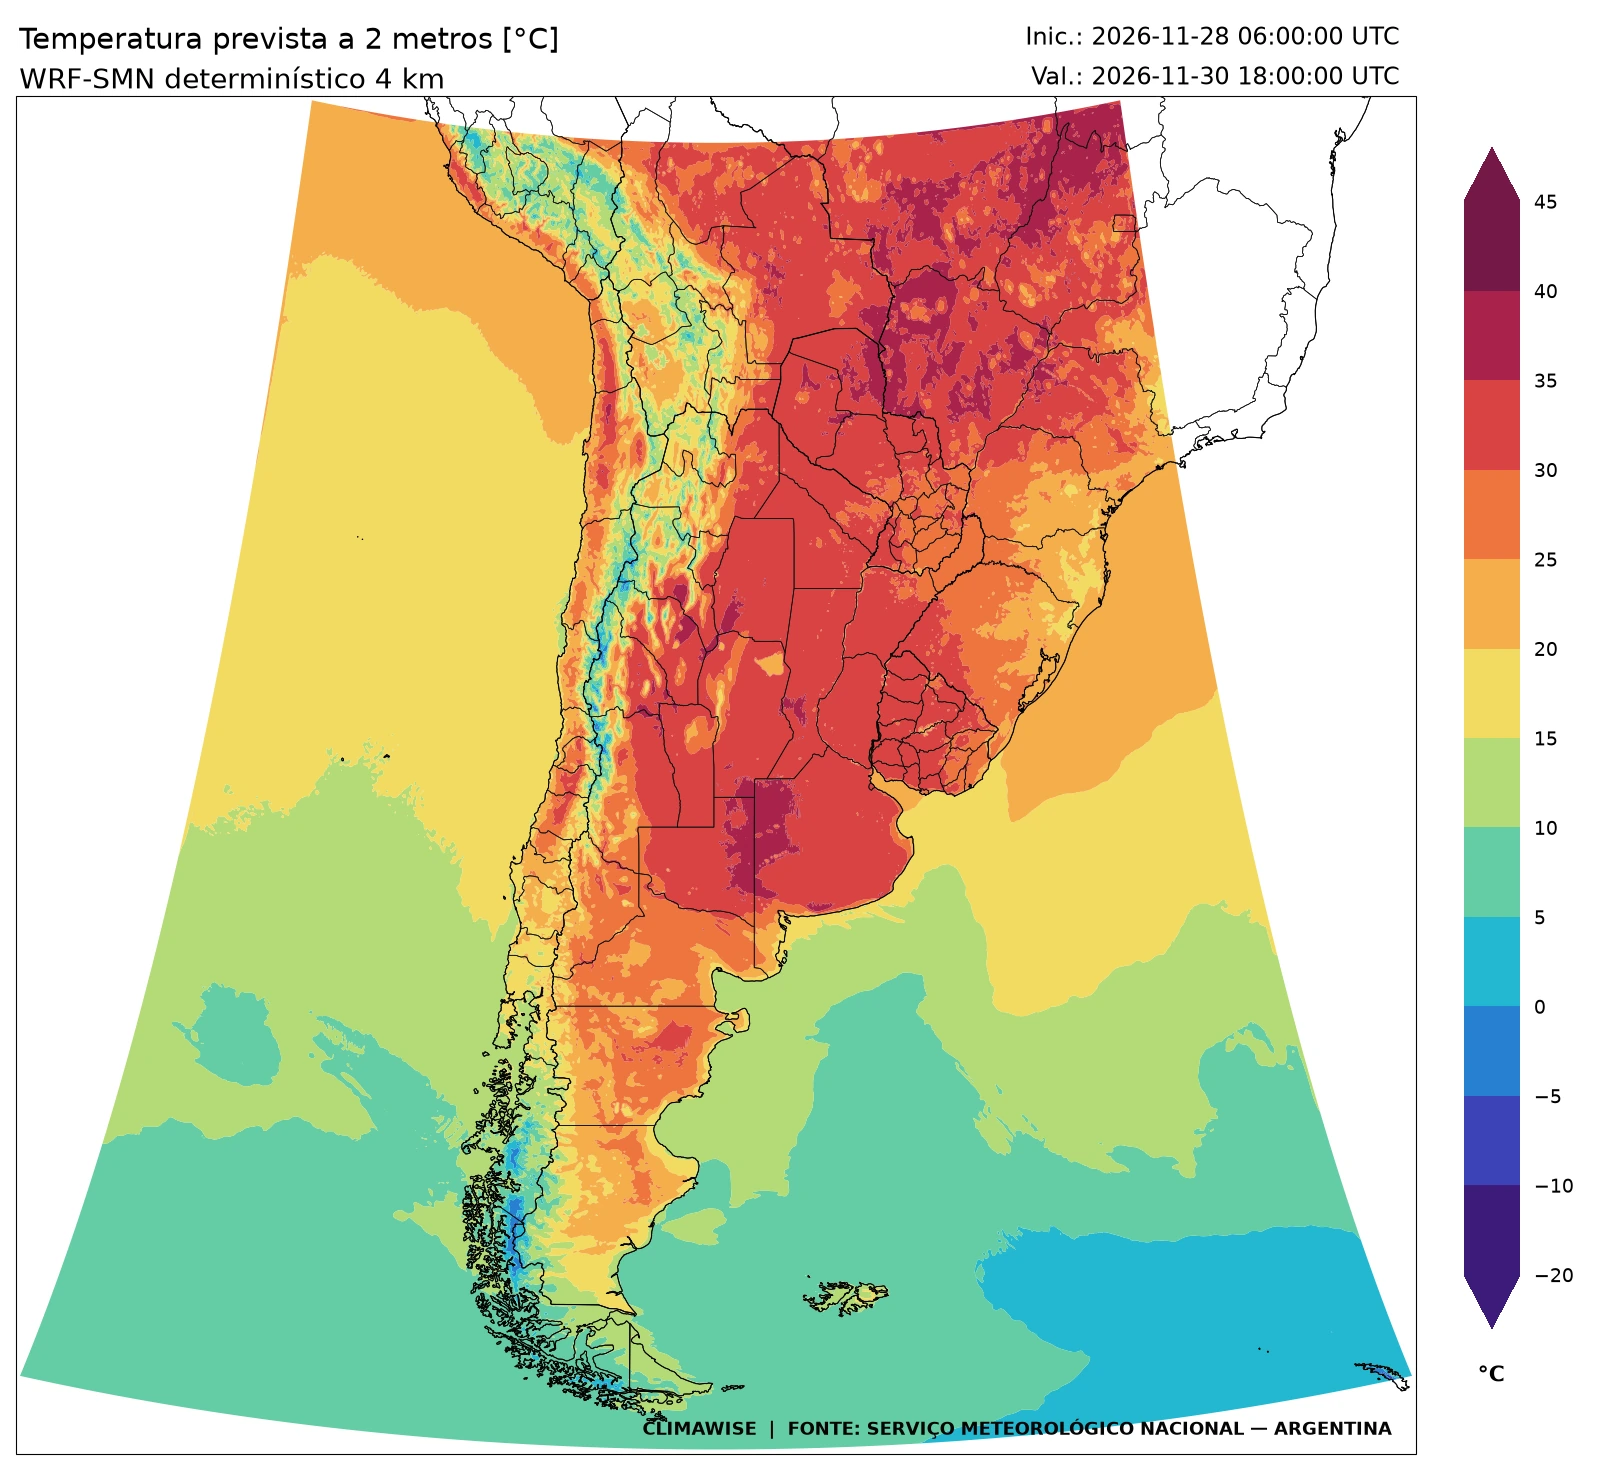 Temperatura prevista a 2 metros [°C]
WRF-SMN determinístico 4 km
Inic.: 2026-11-28 06:00:00 UTC
Val.: 2026-11-30 18:00:00 UTC
45
40
35
30
25
20
15
10
5
0
−5
−10
−20
°C
CLIMAWISE | FONTE: SERVIÇO METEOROLÓGICO NACIONAL — ARGENTINA